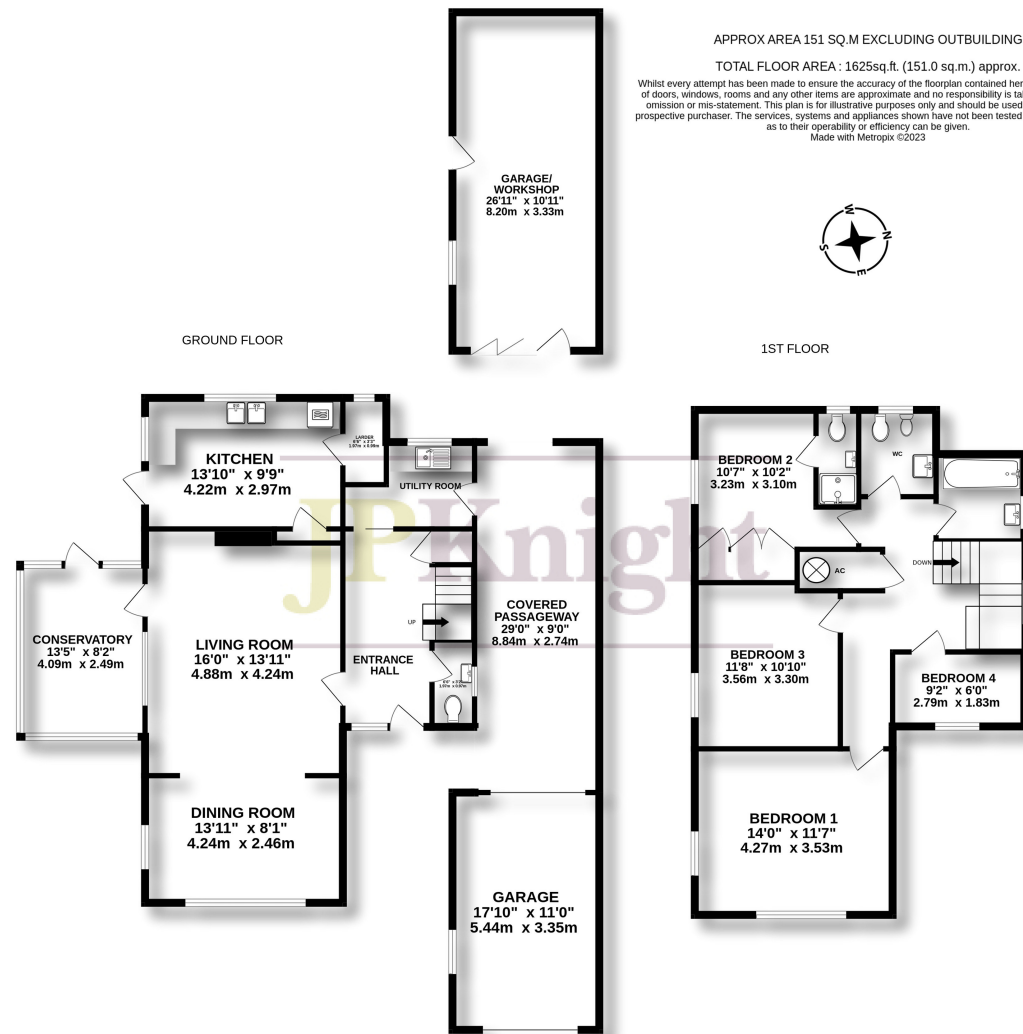 APPROX AREA 151 SQ.M EXCLUDING OUTBUILDING
TOTAL FLOOR AREA : 1625sq.ft. (151.0 sq.m.) approx.
Whilst every attempt has been made to ensure the accuracy of the floorplan contained her
of doors, windows, rooms and any other items are approximate and no responsibility is tal
omission or mis-statement. This plan is for illustrative purposes only and should be used
prospective purchaser. The services, systems and appliances shown have not been tested
as to their operability or efficiency can be given.
Made with Metropix ©2023
GARAGE/
WORKSHOP
26'11" x 10'11"
8.20m x 3.33m
W
N
S
E
GROUND FLOOR
KITCHEN
13'10" x 9'9"
4.22m x 2.97m
LARDER
UTILITY ROOM
CONSERVATORY
13'5" x 8'2"
4.09m x 2.49m
LIVING ROOM
16'0" x 13'11"
4.88m x 4.24m
UP
ENTRANCE
HALL
COVERED
PASSAGEWAY
29'0" x 9'0"
8.84m x 2.74m
DINING ROOM
13'11" x 8'1"
4.24m x 2.46m
GARAGE
17'10" x 11'0"
5.44m x 3.35m
1ST FLOOR
BEDROOM 2
10'7" x 10'2"
3.23m x 3.10m
WC
DOWN
AC
BEDROOM 3
11'8" x 10'10"
3.56m x 3.30m
BEDROOM 4
9'2" x 6'0"
2.79m x 1.83m
BEDROOM 1
14'0" x 11'7"
4.27m x 3.53m
JPKnight